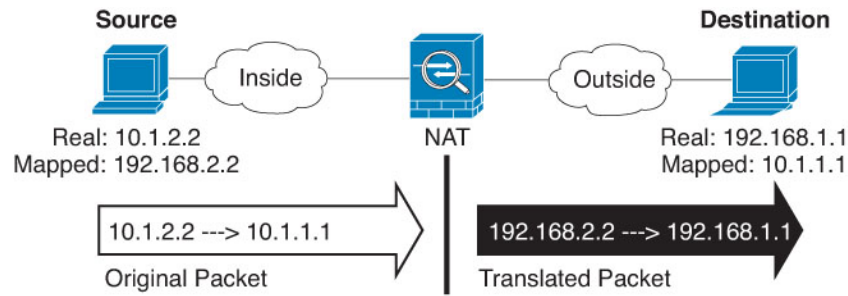 Source
Destination
Inside
Outside
Real: 10.1.2.2
Mapped: 192.168.2.2
NAT
Real: 192.168.1.1
Mapped: 10.1.1.1
10.1.2.2 ---> 10.1.1.1
192.168.2.2 ---> 192.168.1.1
Original Packet
Translated Packet